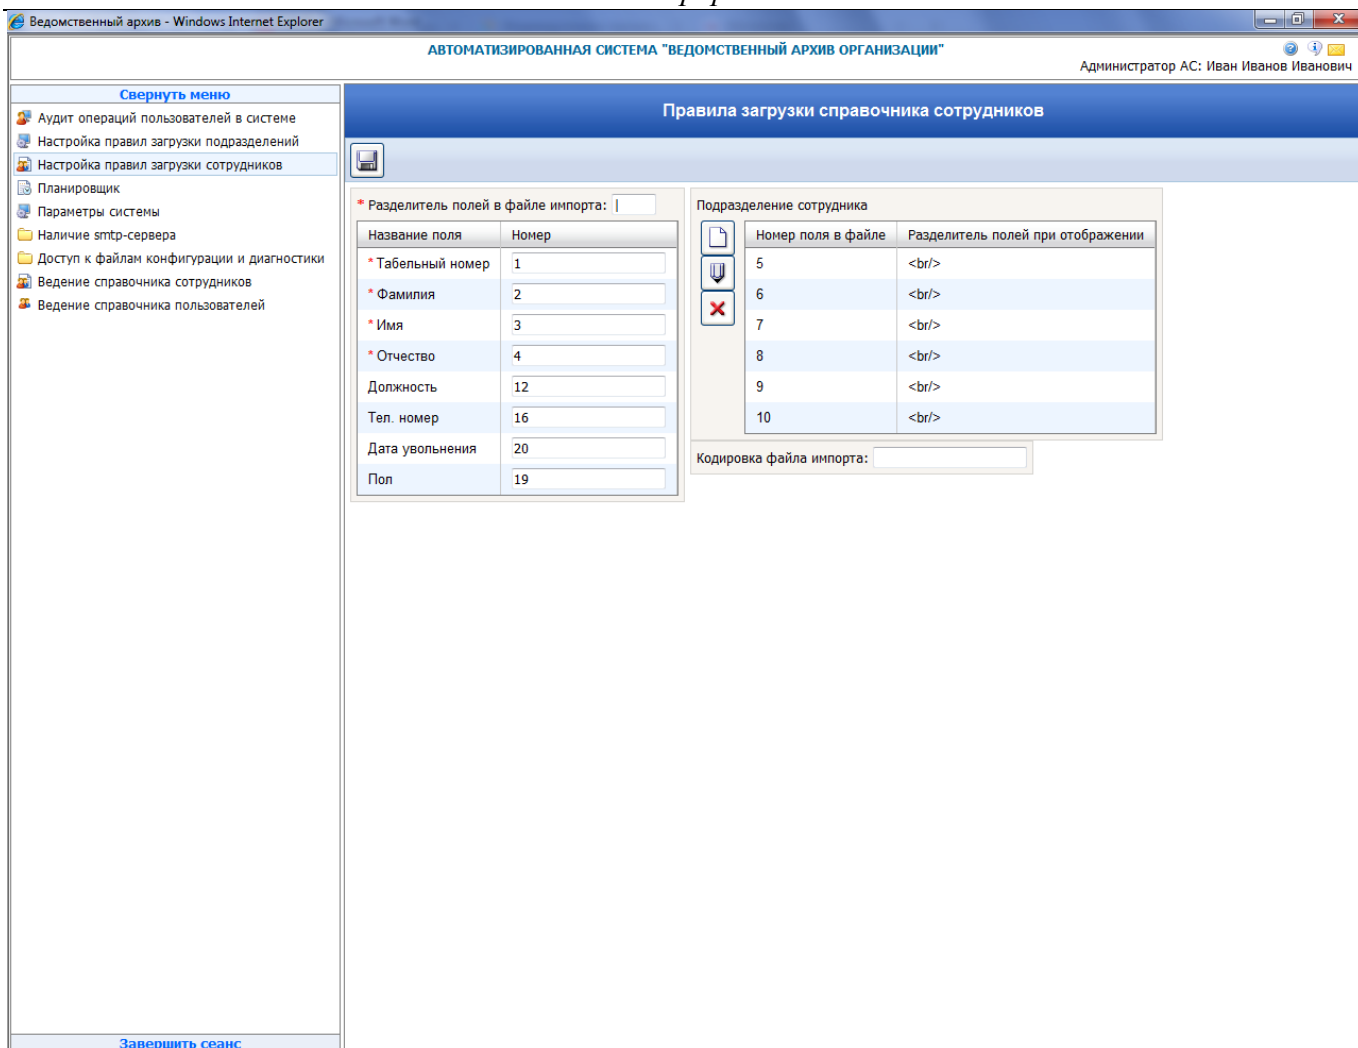 Ведомственный архив - Windows Internet Explorer
АВТОМАТИЗИРОВАННАЯ СИСТЕМА "ВЕДОМСТВЕННЫЙ АРХИВ ОРГАНИЗАЦИИ"
Администратор АС: Иван Иванов Иванович
Свернуть меню
Аудит операций пользователей в системе
Настройка правил загрузки подразделений
Настройка правил загрузки сотрудников
Планировщик
Параметры системы
Наличие smtp-сервера
Доступ к файлам конфигурации и диагностики
Ведение справочника сотрудников
Ведение справочника пользователей
Завершить сеанс
Правила загрузки справочника сотрудников
* Разделитель полей в файле импорта: |
Название поля Номер
* Табельный номер 1
* Фамилия 2
* Имя 3
* Отчество 4
Должность 12
Тел. номер 16
Дата увольнения 20
Пол 19
Подразделение сотрудника
Номер поля в файле Разделитель полей при отображении
5 <br/>
6 <br/>
7 <br/>
8 <br/>
9 <br/>
10 <br/>
Кодировка файла импорта: